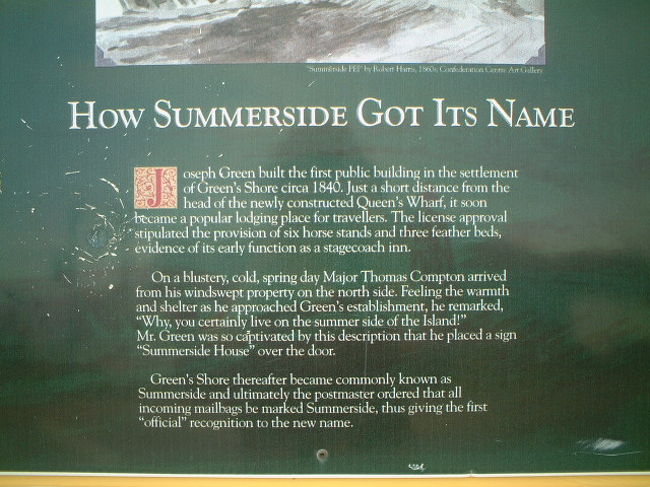 "Summerside PEI" by Robert Harris, 1860s, Confederation Centre Art Gallery
HOW SUMMERSIDE GOT ITS NAME
Joseph Green built the first public building in the settlement
of Green's Shore circa 1840. Just a short distance from the
head of the newly constructed Queen's Wharf, it soon
became a popular lodging place for travellers. The license approval
stipulated the provision of six horse stands and three feather beds,
evidence of its early function as a stagecoach inn.
On a blustery, cold, spring day Major Thomas Compton arrived
from his windswept property on the north side. Feeling the warmth
and shelter as he approached Green's establishment, he remarked,
"Why, you certainly live on the summer side of the Island!"
Mr. Green was so captivated by this description that he placed a sign
"Summerside House" over the door.
Green's Shore thereafter became commonly known as
Summerside and ultimately the postmaster ordered that all
incoming mailbags be marked Summerside, thus giving the first
"official" recognition to the new name.